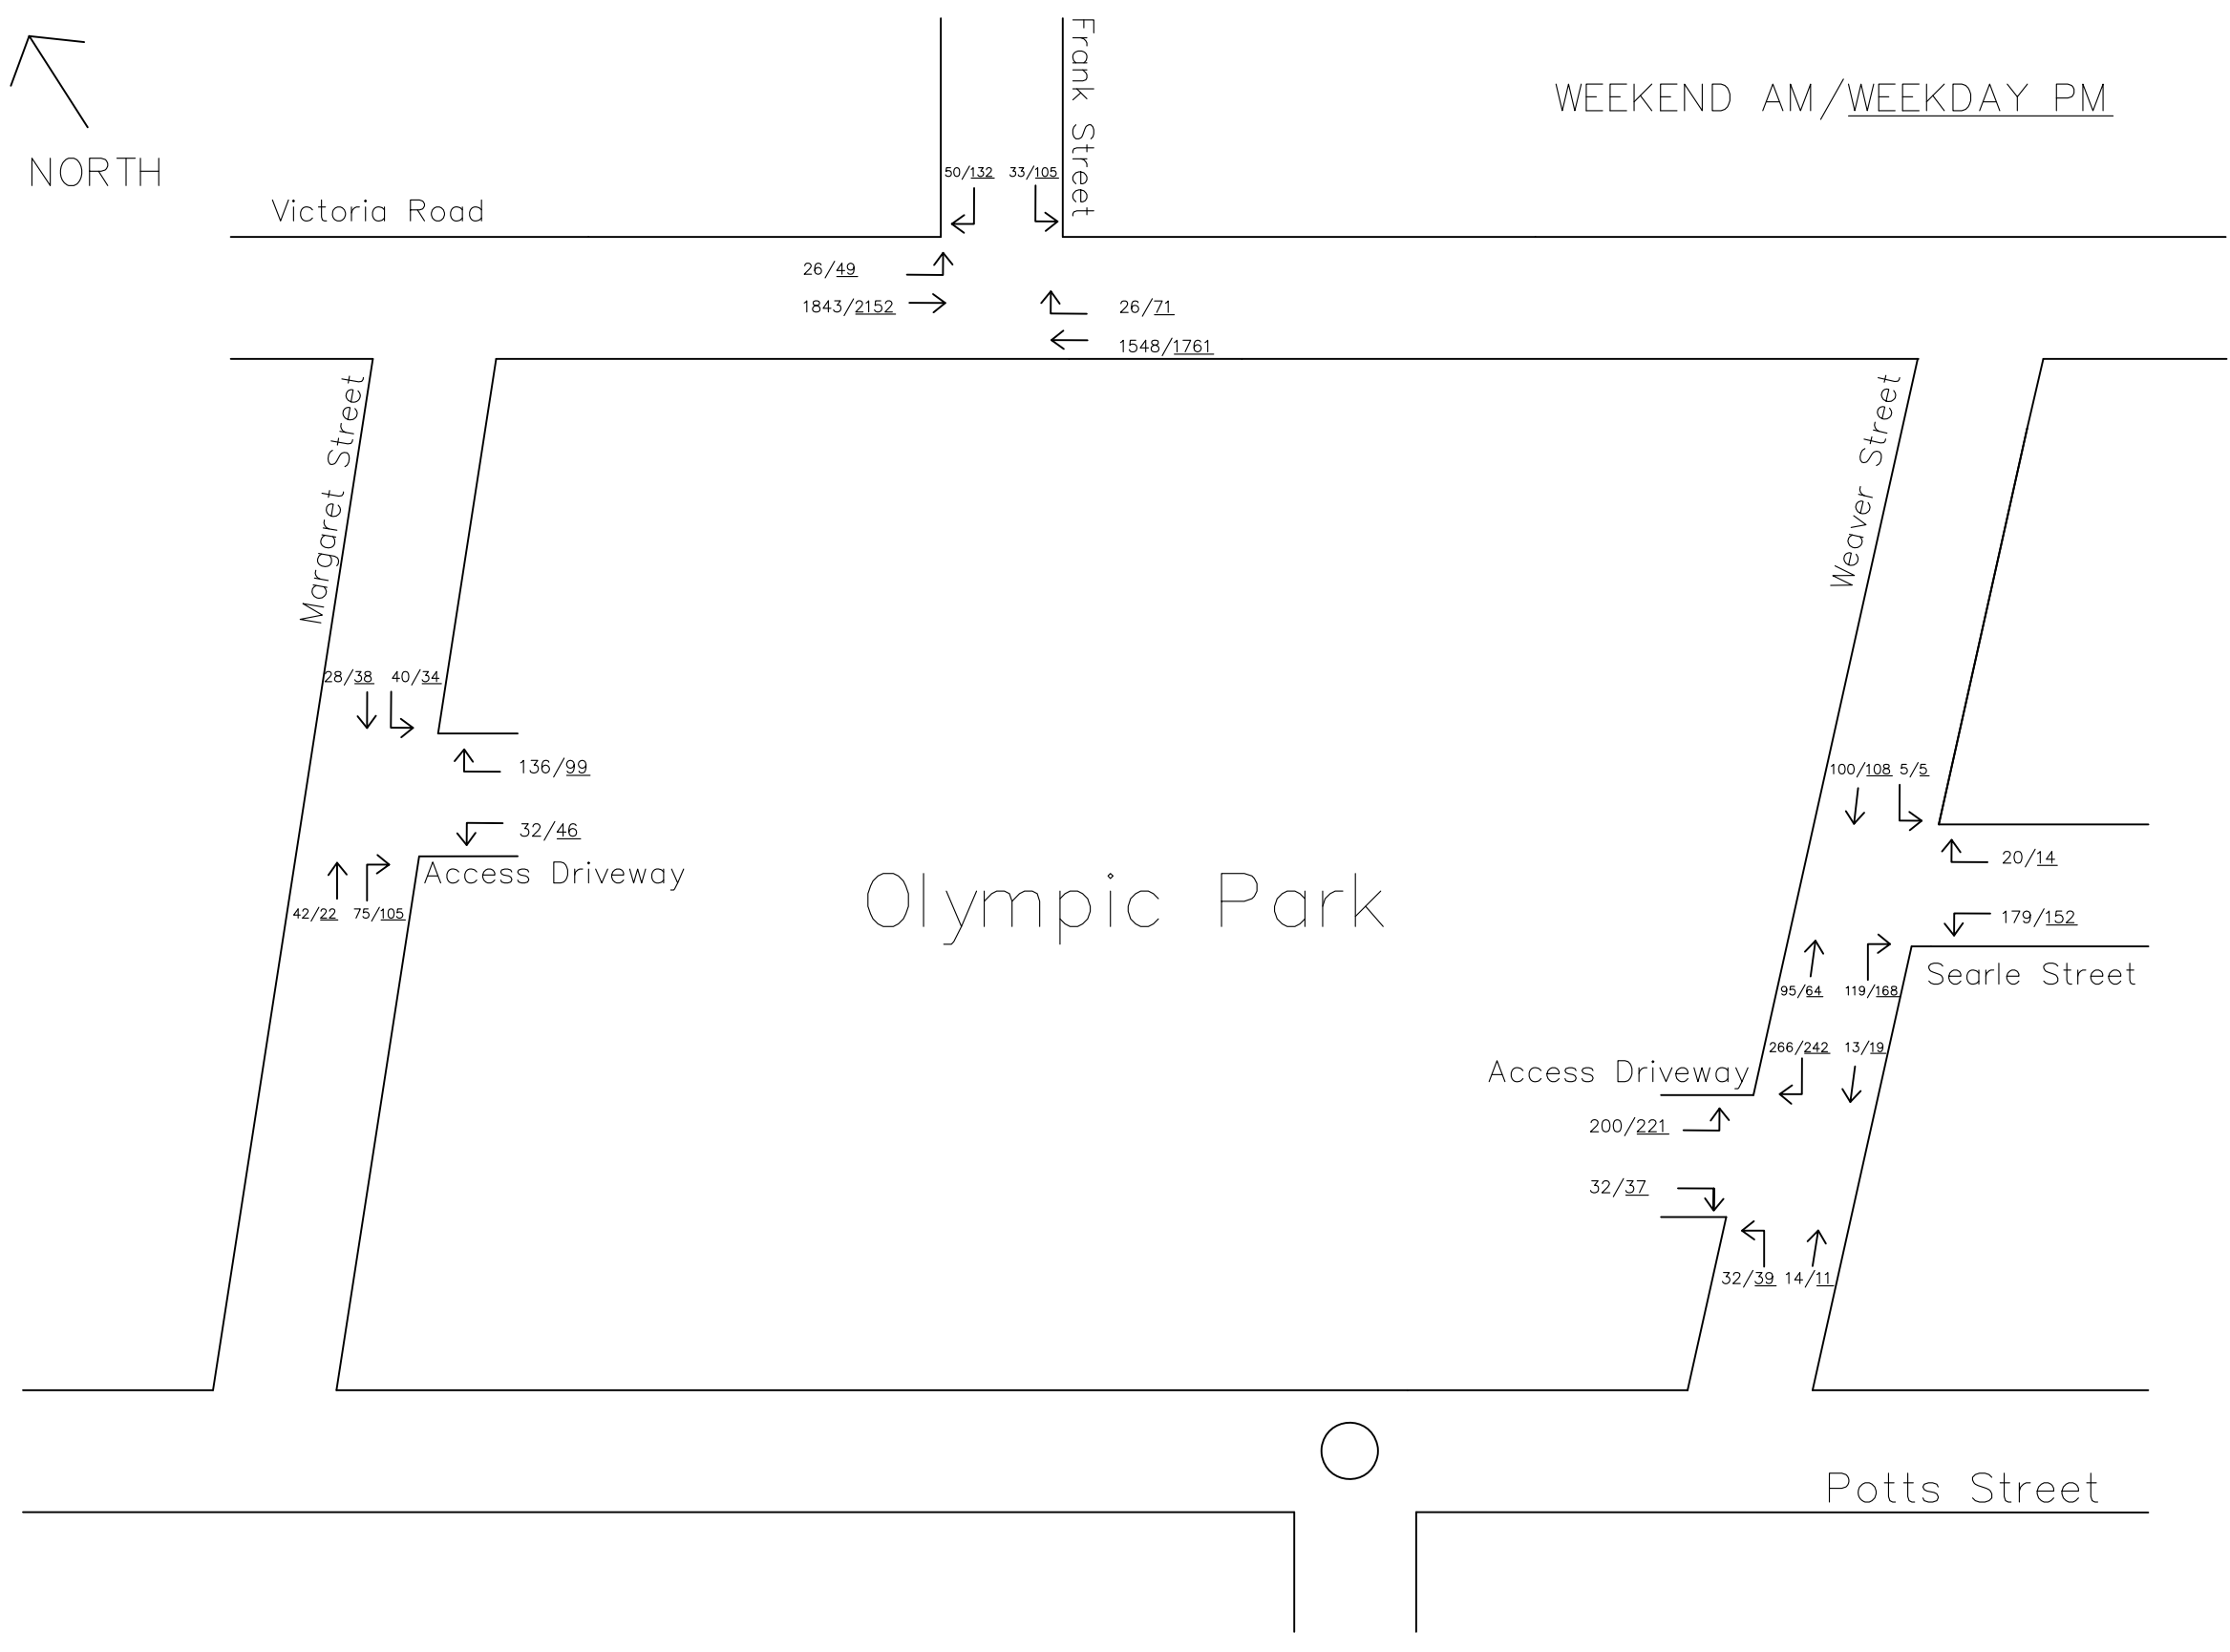 Frank Street
WEEKEND AM/WEEKDAY PM
NORTH
50/132 33/105
Victoria Road
26/49
1843/2152
26/71
1548/1761
Margaret Street
Weaver Street
28/38 40/34
136/99
32/46
Access Driveway
42/22 75/105
Olympic Park
100/108 5/5
20/14
179/152
Searle Street
95/64 119/168
266/242 13/19
Access Driveway
200/221
32/37
32/39 14/11
Potts Street